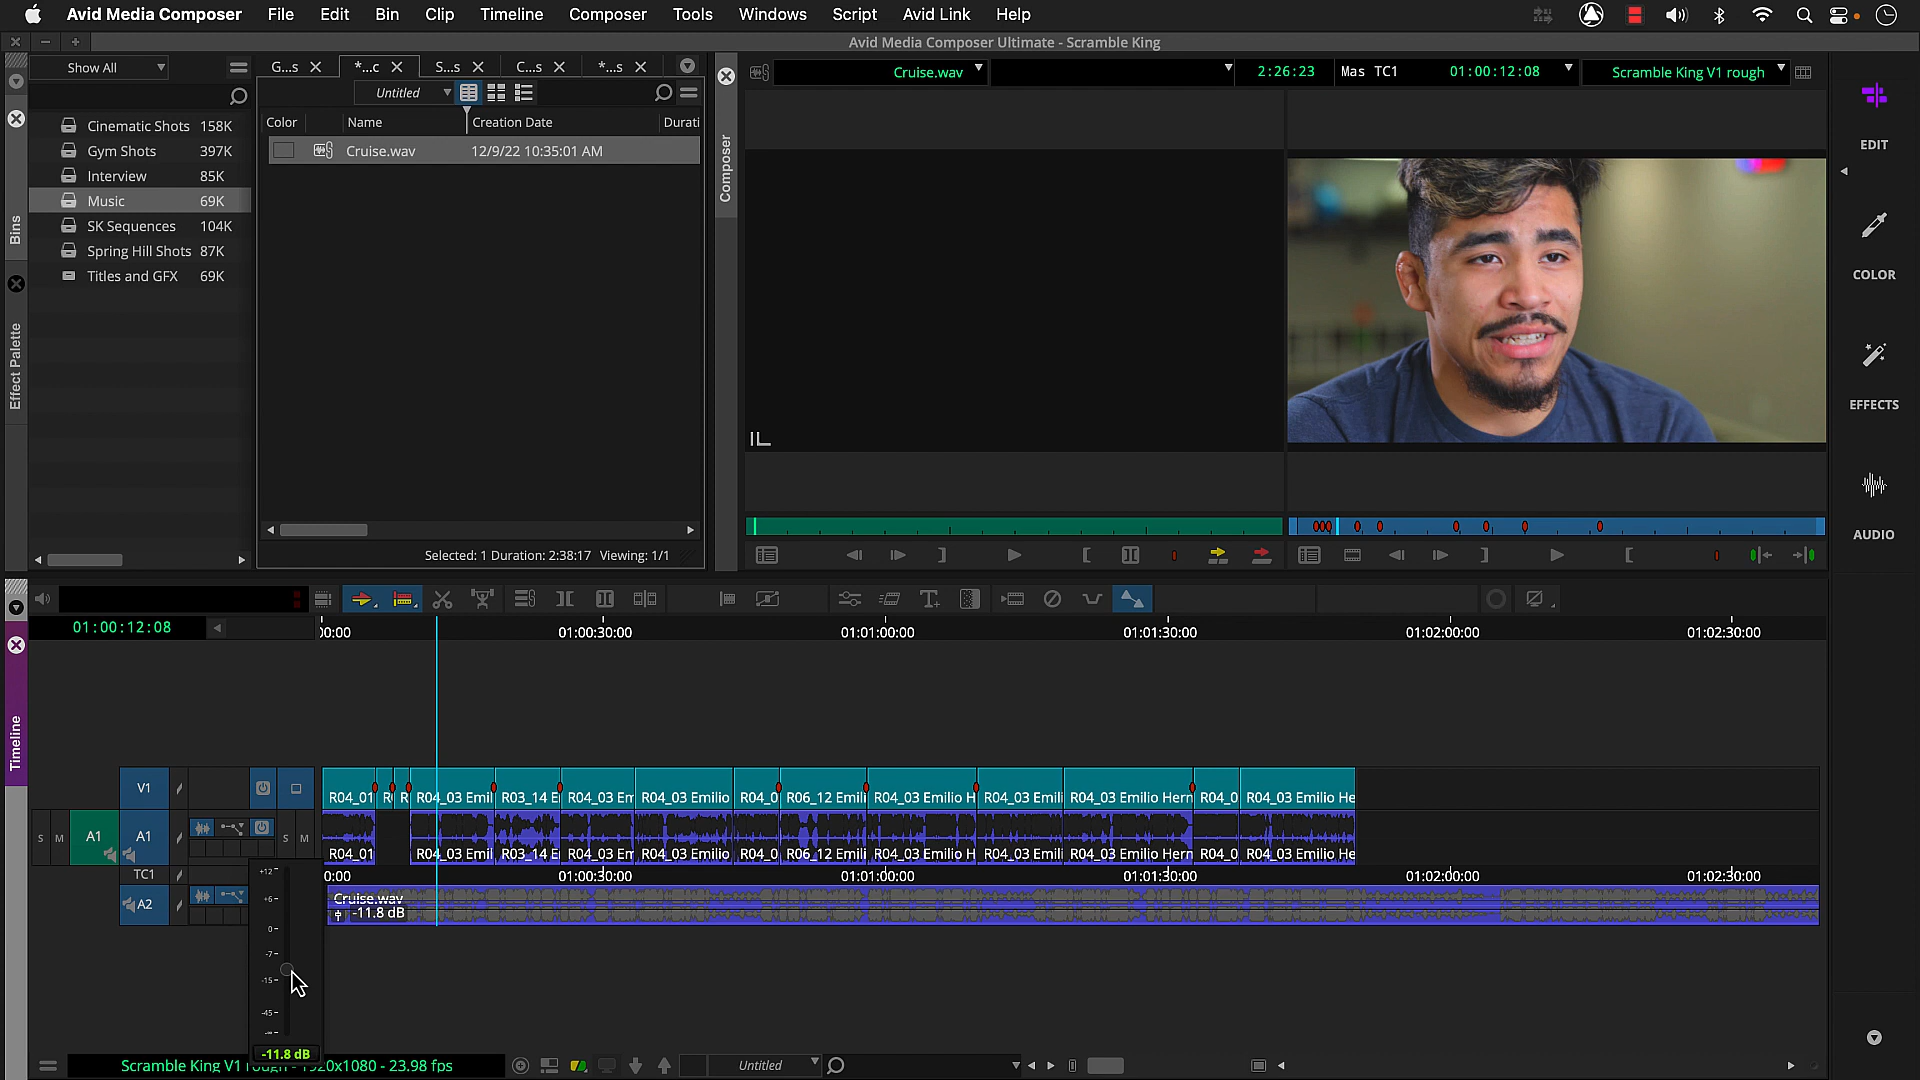 Avid Media Composer File Edit Bin Clip Timeline Composer Tools Windows Script Avid Link Help
Avid Media Composer Ultimate - Scramble King
Show All
G...s *...c S...s C...s *...s
Untitled
Color Name Creation Date Durati
Cruise.wav 12/9/22 10:35:01 AM
Cinematic Shots 158K
Gym Shots 397K
Interview 85K
Music 69K
SK Sequences 104K
Spring Hill Shots 87K
Titles and GFX 69K
Selected: 1 Duration: 2:38:17 Viewing: 1/1
Bins
Effect Palette
Composer
Cruise.wav 2:26:23 Mas TC1 01:00:12:08 Scramble King V1 rough
EDIT
COLOR
EFFECTS
AUDIO
Timeline
01:00:12:08
0:00 01:00:30:00 01:01:00:00 01:01:30:00 01:02:00:00 01:02:30:00
V1
R04_01 R R R04_03 Emil R03_14 E R04_03 Em R04_03 Emilio R04_0 R06_12 Emili R04_03 Emilio H R04_03 Emili R04_03 Emilio Hern R04_0 R04_03 Emilio He
S M A1 A1 S M
R04_01 R04_03 Emil R03_14 E R04_03 Em R04_03 Emilio R04_0 R06_12 Emili R04_03 Emilio H R04_03 Emili R04_03 Emilio Hern R04_0 R04_03 Emilio He
TC1 0:00 01:00:30:00 01:01:00:00 01:01:30:00 01:02:00:00 01:02:30:00
A2
Cruise.wav
-11.8 dB
+12
+6
0
-7
-15
-45
-∞
-11.8 dB
Scramble King V1 rough - 1920x1080 - 23.98 fps
Untitled